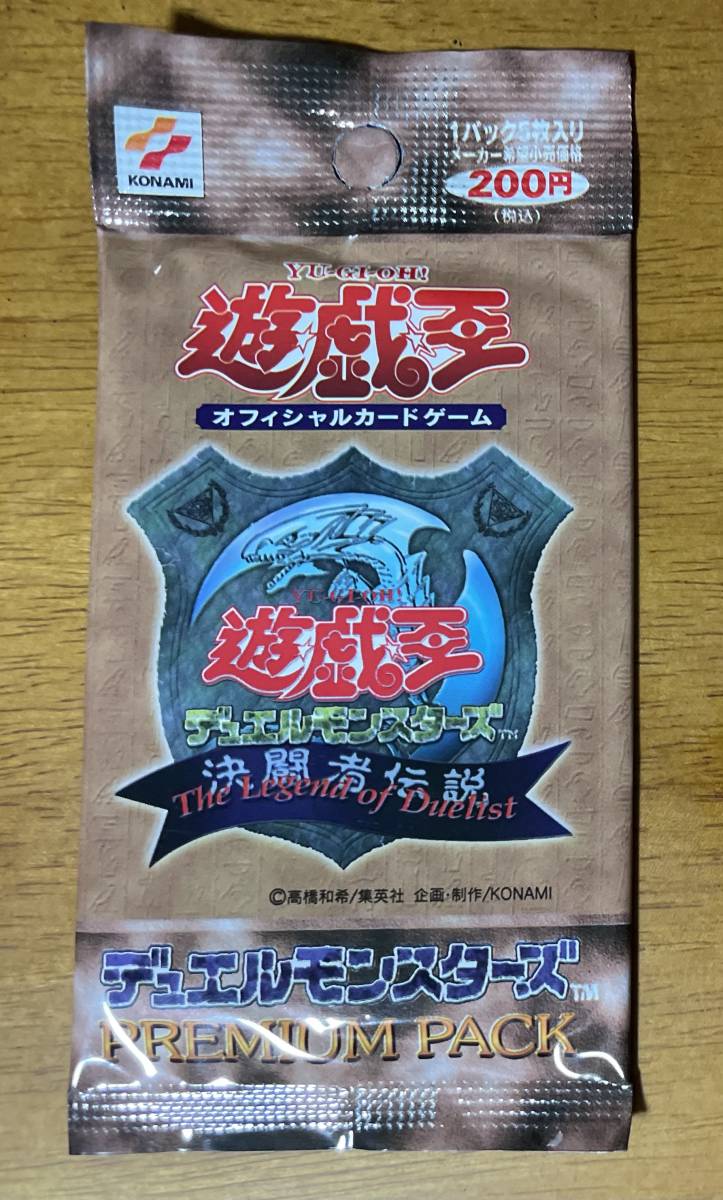 KONAMI
1パック5枚入り
メーカー希望小売価格
200円
(税込)
YU-GI-OH!
遊☆戯☆王
オフィシャルカードゲーム
YU-GI-OH!
遊☆戯☆王
デュエルモンスターズ™
決闘者伝説
The Legend of Duelist
©高橋和希/集英社 企画・制作/KONAMI
デュエルモンスターズ™
PREMIUM PACK